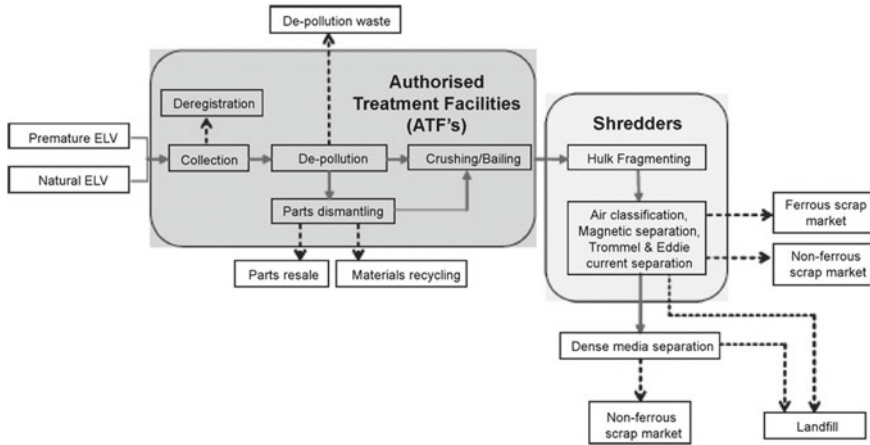 De-pollution waste
Authorised
Treatment Facilities
(ATF's)
Deregistration
Shredders
Premature ELV
Natural ELV
Collection
De-pollution
Crushing/Bailing
Hulk Fragmenting
Parts dismantling
Air classification,
Magnetic separation,
Trommel & Eddie
current separation
Ferrous scrap
market
Non-ferrous
scrap market
Parts resale
Materials recycling
Dense media separation
Non-ferrous
scrap market
Landfill